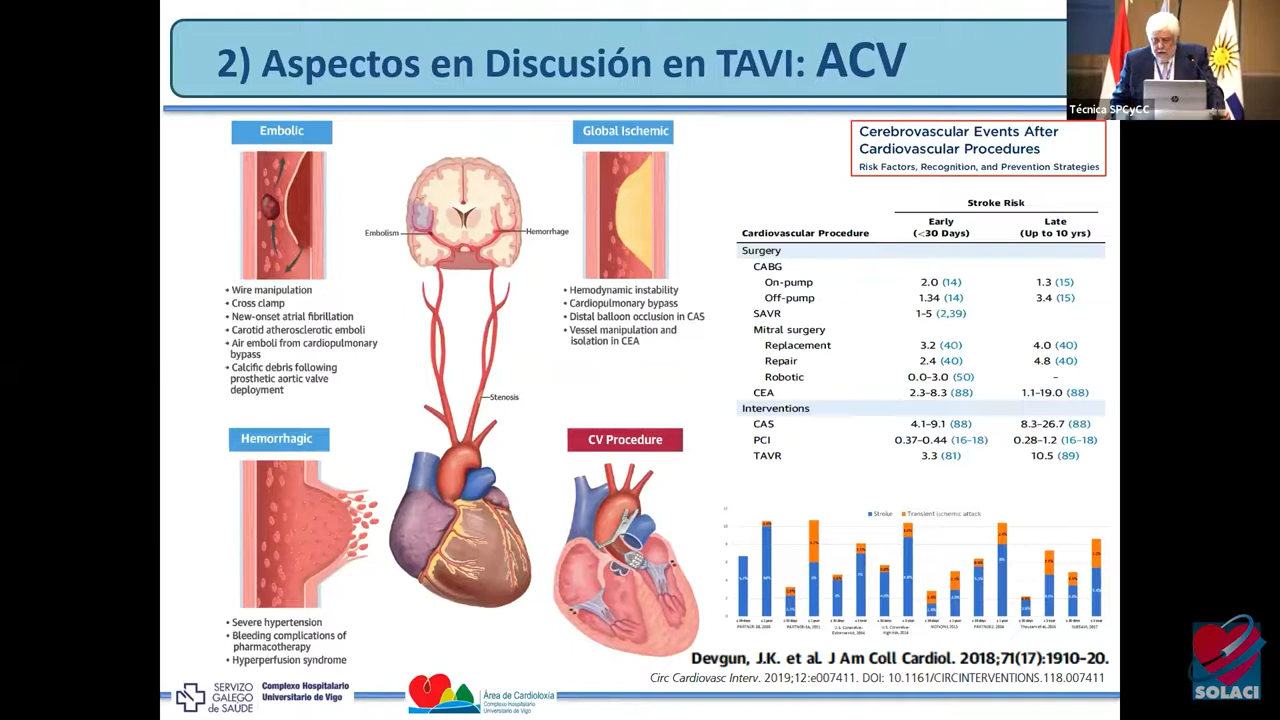 2) Aspectos en Discusión en TAVI: ACV
Técnica SPCyCC
Embolic
• Wire manipulation
• Cross clamp
• New-onset atrial fibrillation
• Carotid atherosclerotic emboli
• Air emboli from cardiopulmonary
bypass
• Calcific debris following
prosthetic aortic valve
deployment
Embolism
Hemorrhage
Stenosis
Global Ischemic
• Hemodynamic instability
• Cardiopulmonary bypass
• Distal balloon occlusion in CAS
• Vessel manipulation and
isolation in CEA
Hemorrhagic
• Severe hypertension
• Bleeding complications of
pharmacotherapy
• Hyperperfusion syndrome
CV Procedure
Cerebrovascular Events After
Cardiovascular Procedures
Risk Factors, Recognition, and Prevention Strategies
Stroke Risk
Cardiovascular Procedure Early (<30 Days) Late (Up to 10 yrs)
Surgery
CABG
On-pump 2.0 (14) 1.3 (15)
Off-pump 1.34 (14) 3.4 (15)
SAVR 1-5 (2,39)
Mitral surgery
Replacement 3.2 (40) 4.0 (40)
Repair 2.4 (40) 4.8 (40)
Robotic 0.0-3.0 (50) –
CEA 2.3-8.3 (88) 1.1-19.0 (88)
Interventions
CAS 4.1-9.1 (88) 8.3-26.7 (88)
PCI 0.37-0.44 (16-18) 0.28-1.2 (16-18)
TAVR 3.3 (81) 10.5 (89)
Stroke Transient ischemic attack
Devgun, J.K. et al. J Am Coll Cardiol. 2018;71(17):1910-20.
Circ Cardiovasc Interv. 2019;12:e007411. DOI: 10.1161/CIRCINTERVENTIONS.118.007411
SERVIZO
GALEGO
de SAÚDE
Complexo Hospitalario
Universitario de Vigo
Área de Cardioloxía
Complexo Hospitalario
Universitario de Vigo
SOLACI